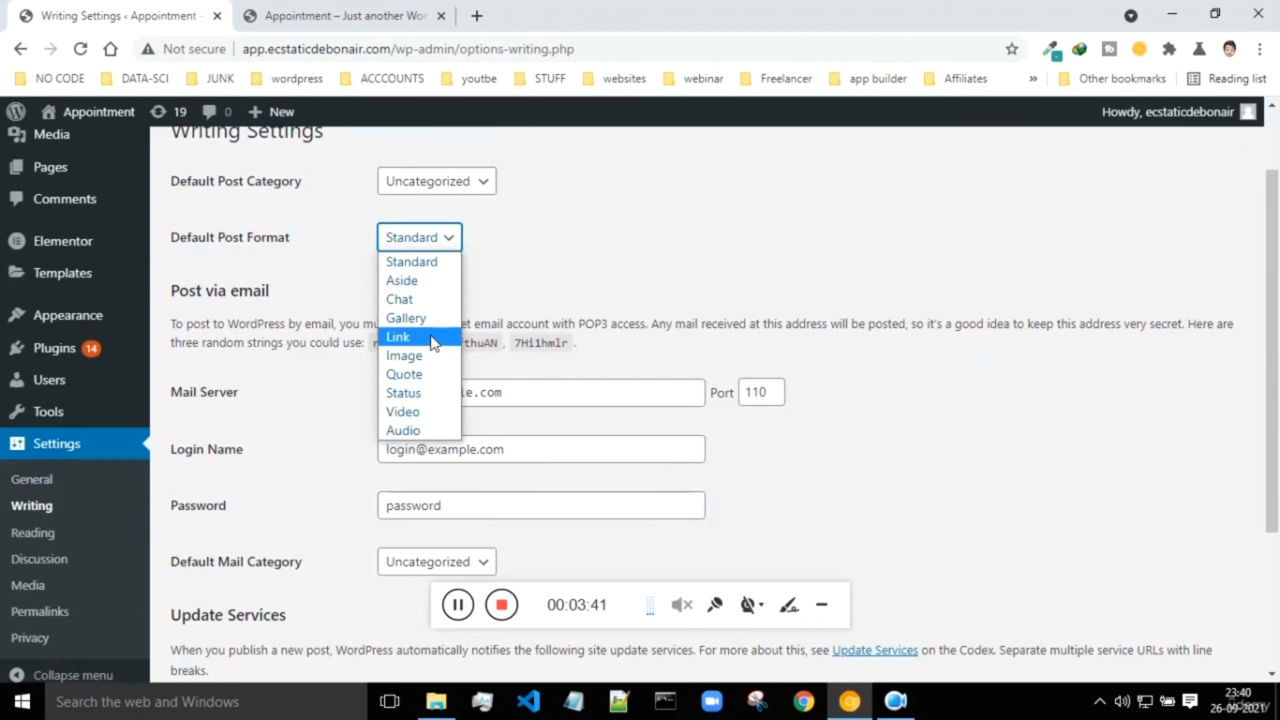 Writing Settings ‹ Appointment -
Appointment – Just another Wor
Not secure
app.ecstaticdebonair.com/wp-admin/options-writing.php
NO CODE
DATA-SCI
JUNK
wordpress
ACCCOUNTS
youtbe
STUFF
websites
webinar
Freelancer
app builder
Affiliates
»
Other bookmarks
Reading list
Appointment
19
0
New
Howdy, ecstaticdebonair
Media
Pages
Comments
Elementor
Templates
Appearance
Plugins 14
Users
Tools
Settings
General
Writing
Reading
Discussion
Media
Permalinks
Privacy
Collapse menu
Writing Settings
Default Post Category
Uncategorized
Default Post Format
Standard
Standard
Aside
Chat
Gallery
Link
Image
Quote
Status
Video
Audio
Post via email
To post to WordPress by email, you mu et email account with POP3 access. Any mail received at this address will be posted, so it's a good idea to keep this address very secret. Here are
three random strings you could use: thuAN , 7Hi1hmlr .
Mail Server
le.com
Port 110
Login Name
login@example.com
Password
password
Default Mail Category
Uncategorized
00:03:41
Update Services
When you publish a new post, WordPress automatically notifies the following site update services. For more about this, see Update Services on the Codex. Separate multiple service URLs with line
breaks.
Search the web and Windows
23:40
26-09-2021